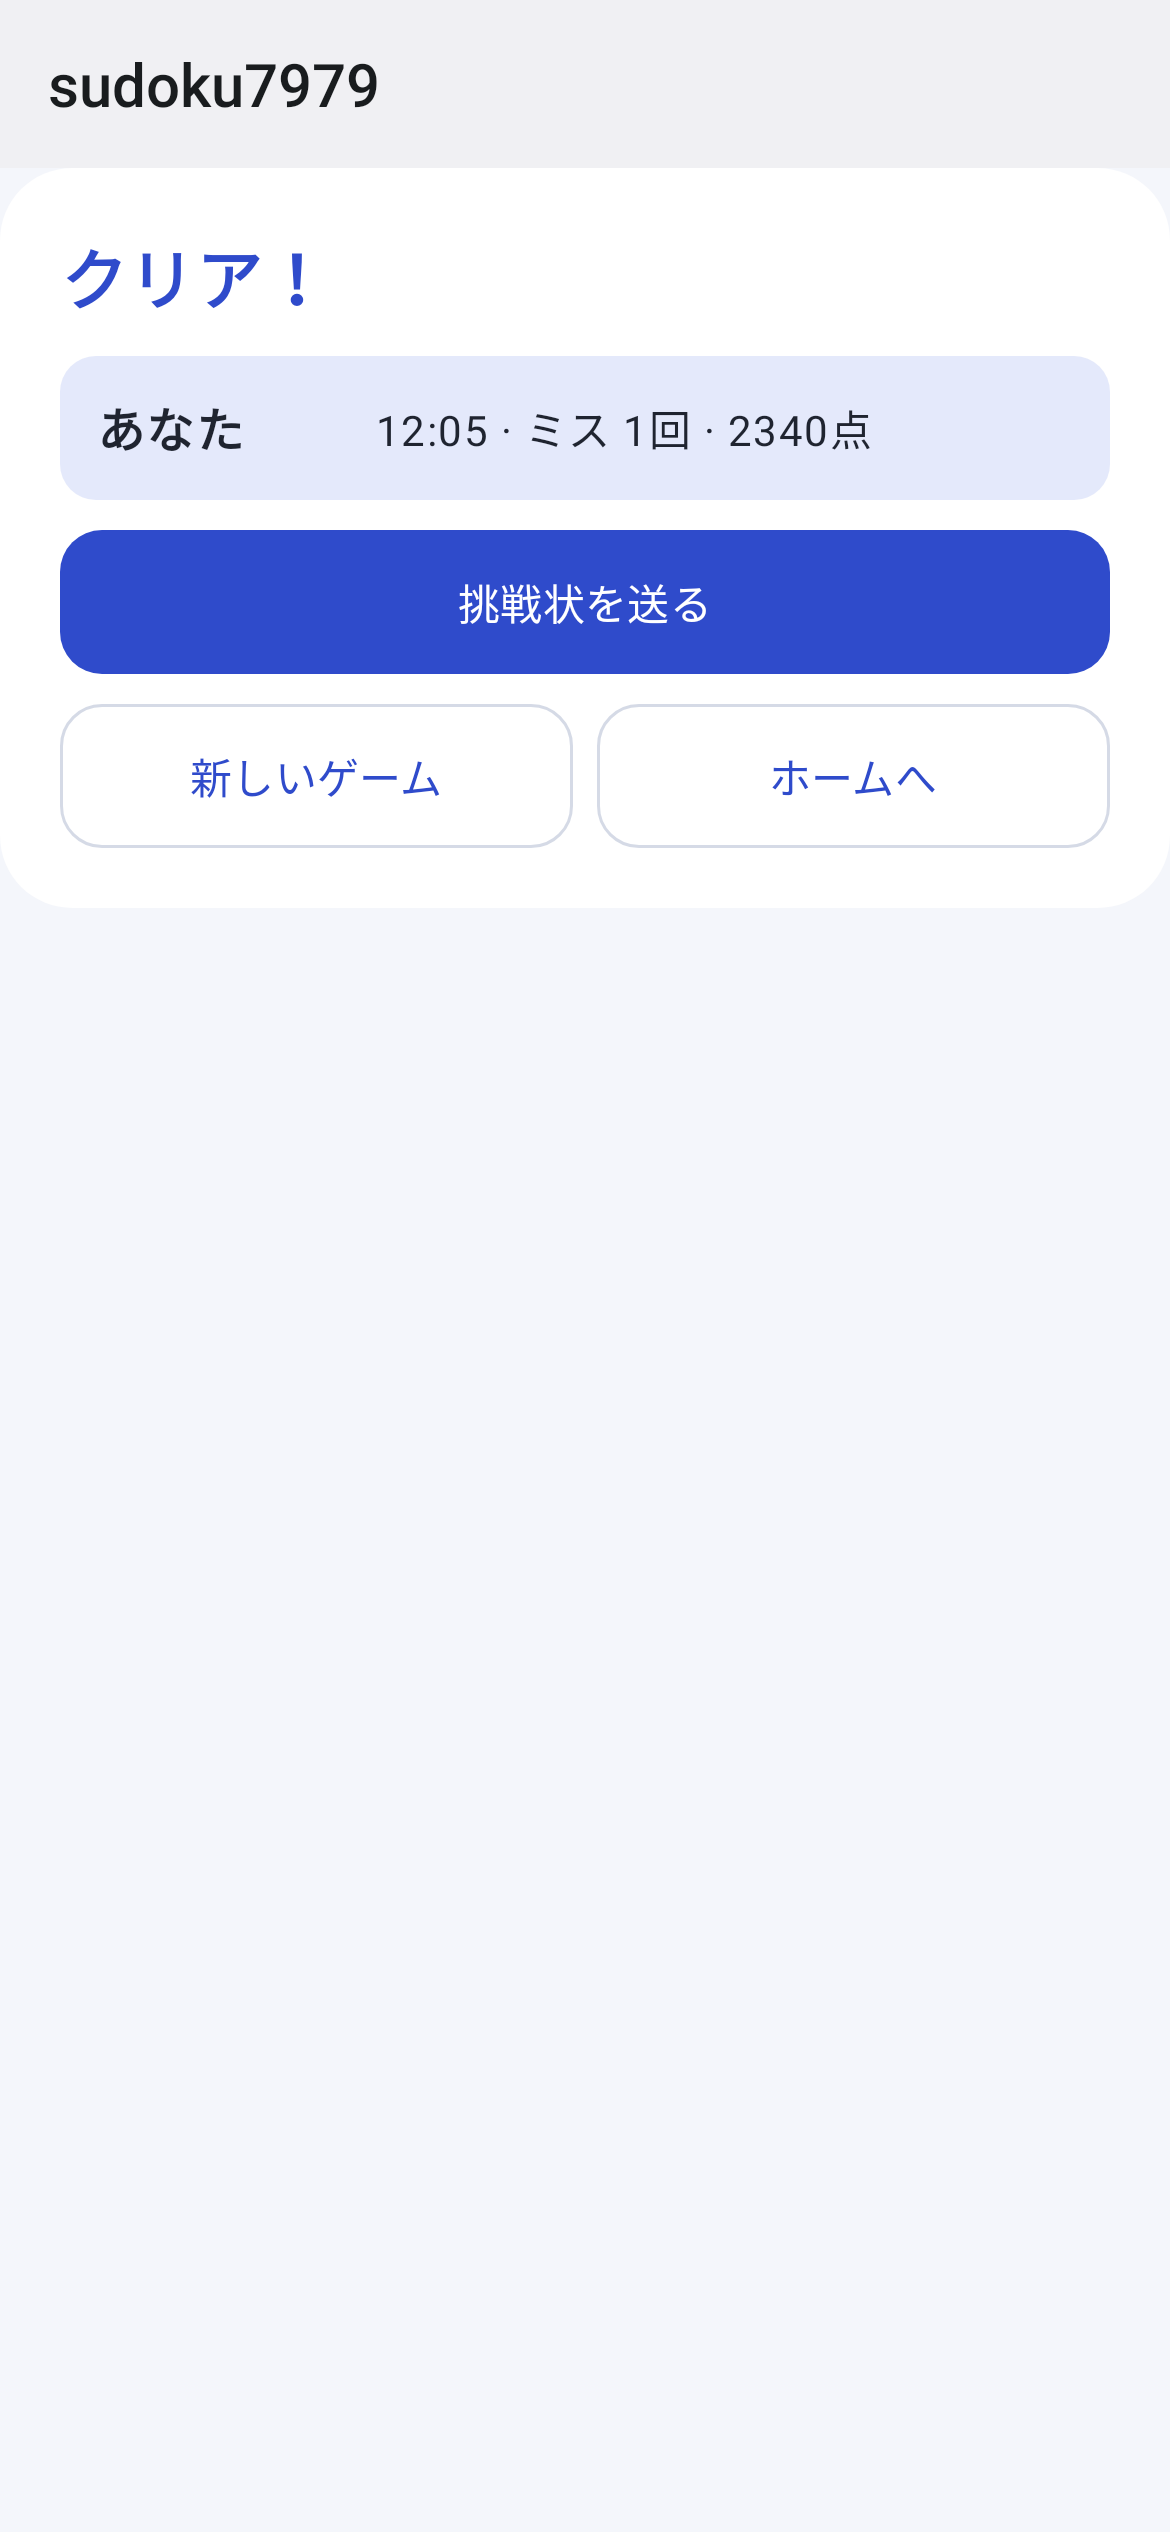 sudoku7979
クリア！
あなた 12:05 · ミス 1回 · 2340点
挑戦状を送る
新しいゲーム ホームへ